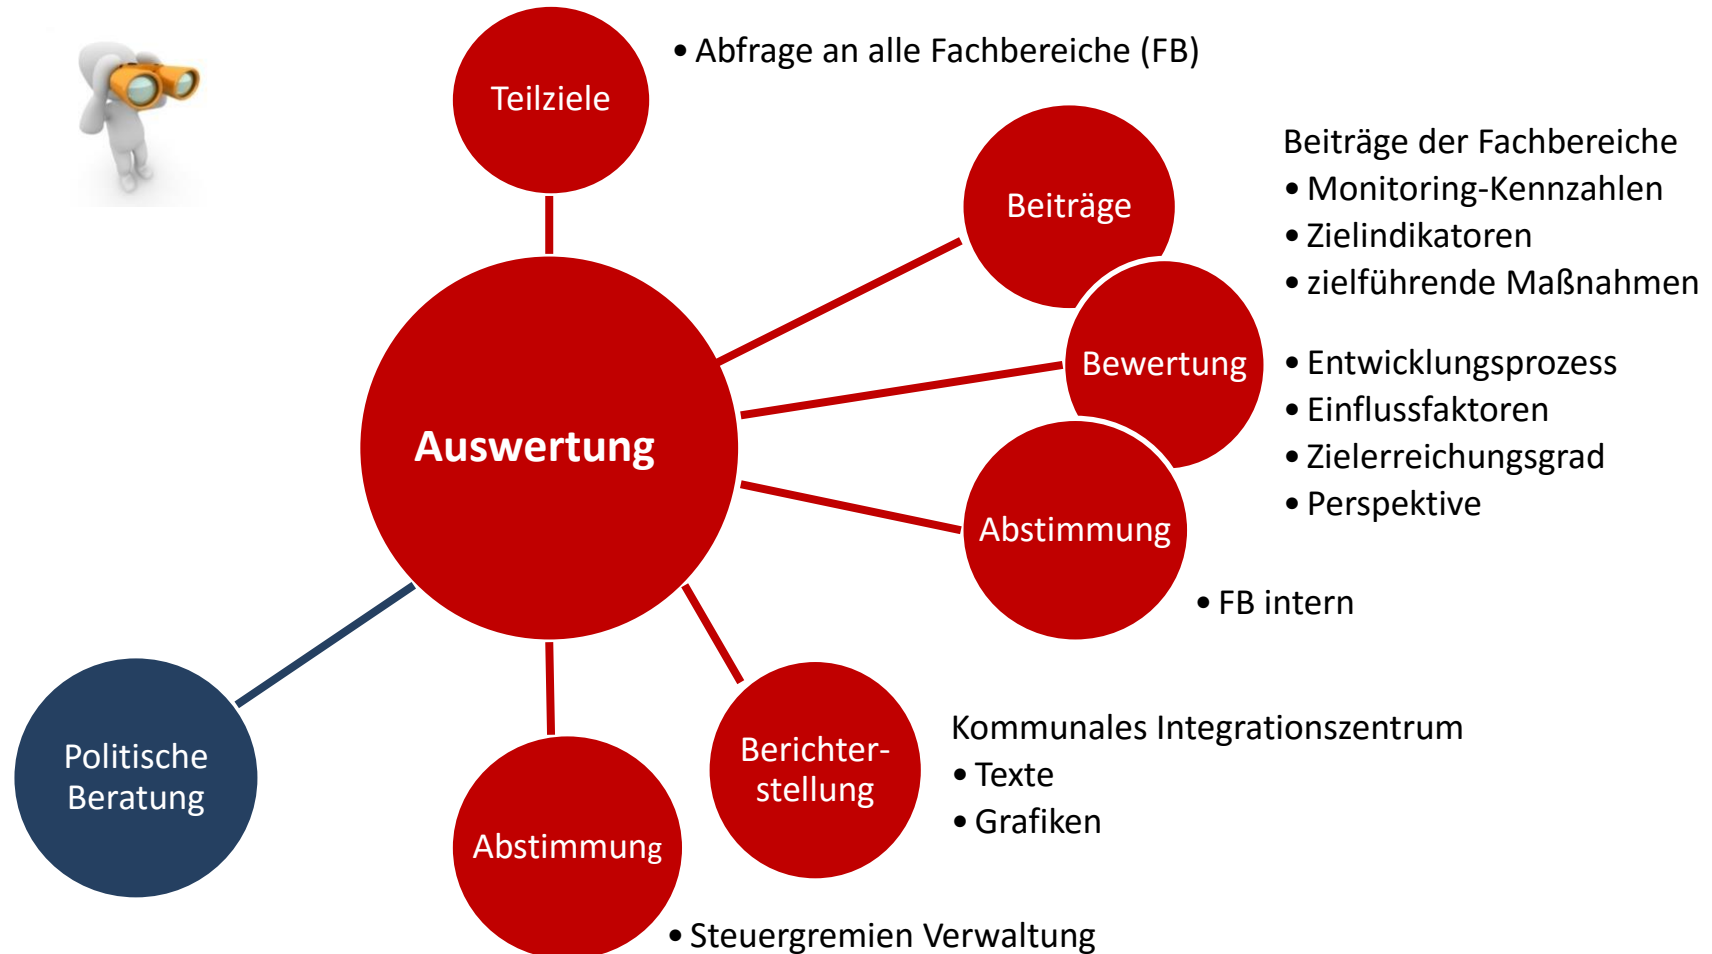 Teilziele
• Abfrage an alle Fachbereiche (FB)
Beiträge
Beiträge der Fachbereiche
• Monitoring-Kennzahlen
• Zielindikatoren
• zielführende Maßnahmen
Bewertung
• Entwicklungsprozess
• Einflussfaktoren
• Zielerreichungsgrad
• Perspektive
Auswertung
Abstimmung
• FB intern
Berichter-
stellung
Kommunales Integrationszentrum
• Texte
• Grafiken
Abstimmung
• Steuergremien Verwaltung
Politische
Beratung